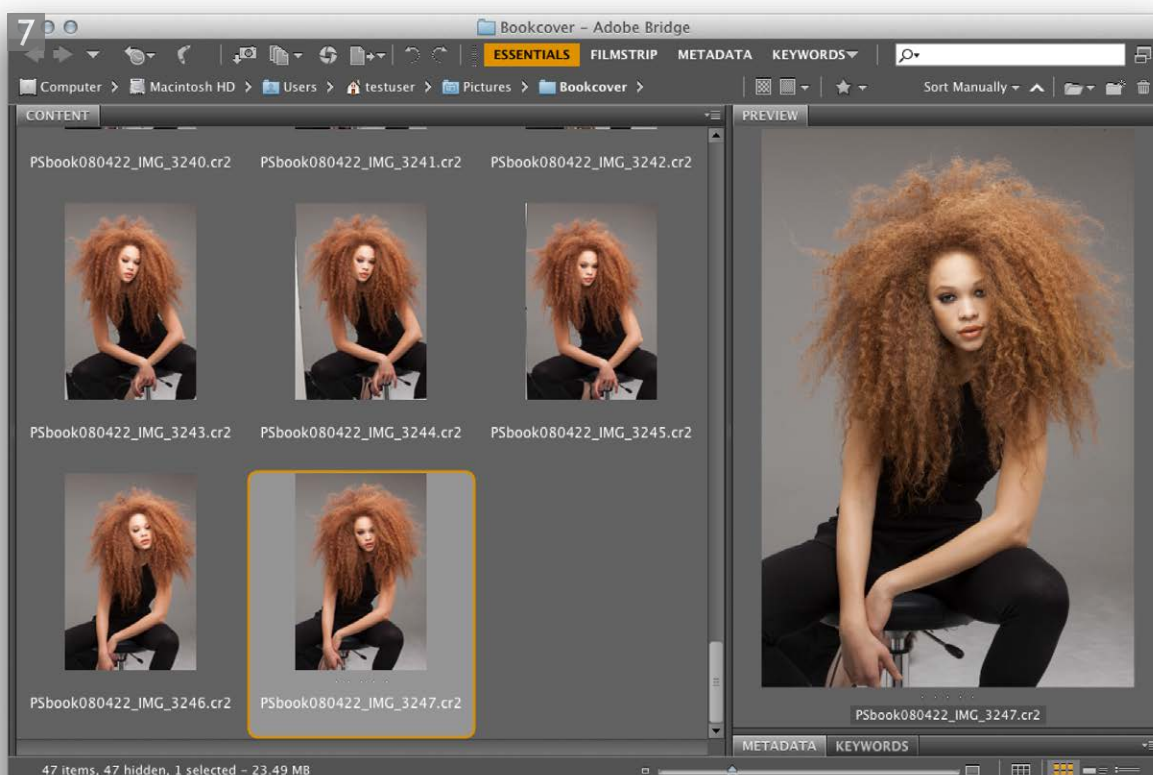 7
Bookcover – Adobe Bridge
ESSENTIALS FILMSTRIP METADATA KEYWORDS
Computer > Macintosh HD > Users > testuser > Pictures > Bookcover > Sort Manually
CONTENT PREVIEW
PSbook080422_IMG_3240.cr2 PSbook080422_IMG_3241.cr2 PSbook080422_IMG_3242.cr2
PSbook080422_IMG_3243.cr2 PSbook080422_IMG_3244.cr2 PSbook080422_IMG_3245.cr2
PSbook080422_IMG_3246.cr2 PSbook080422_IMG_3247.cr2
PSbook080422_IMG_3247.cr2
METADATA KEYWORDS
47 items, 47 hidden, 1 selected – 23.49 MB